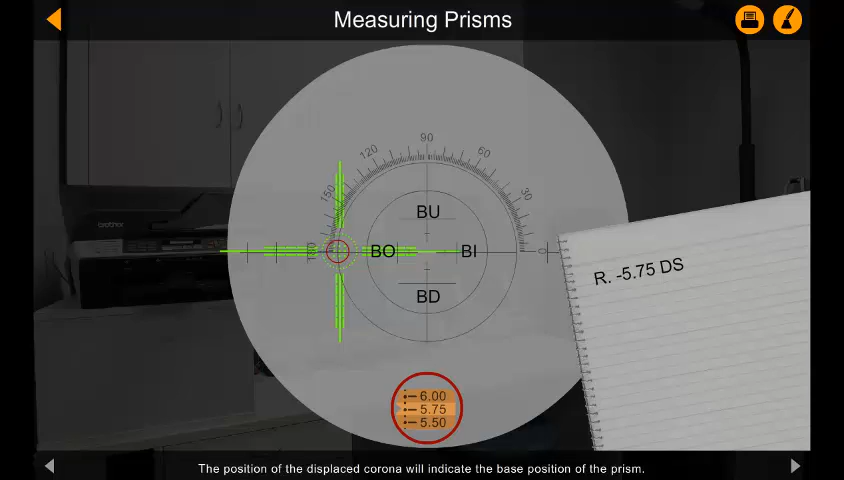 Measuring Prisms
90
120
60
150
30
180
0
BU
BO
BI
BD
brother
R. -5.75 DS
6.00
5.75
5.50
The position of the displaced corona will indicate the base position of the prism.